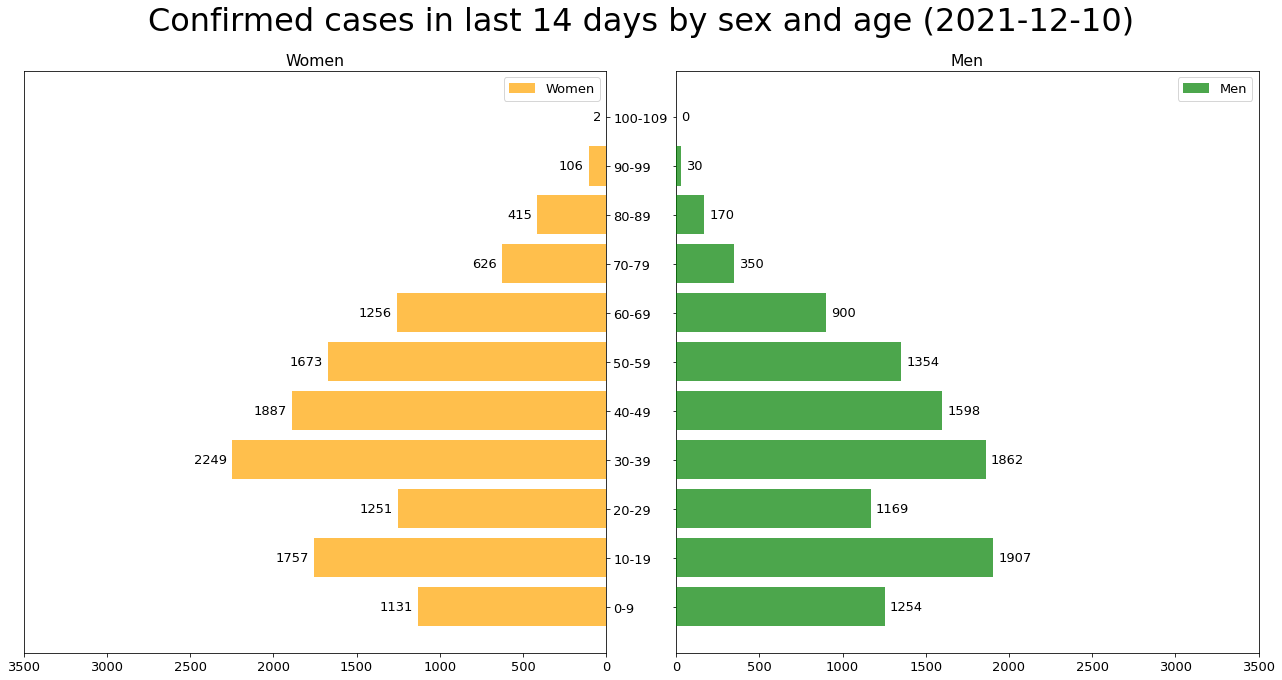 Confirmed cases in last 14 days by sex and age (2021-12-10)
Women
Men
Women
Men
2 100-109 0
106 90-99 30
415 80-89 170
626 70-79 350
1256 60-69 900
1673 50-59 1354
1887 40-49 1598
2249 30-39 1862
1251 20-29 1169
1757 10-19 1907
1131 0-9 1254
3500 3000 2500 2000 1500 1000 500 0
0 500 1000 1500 2000 2500 3000 3500